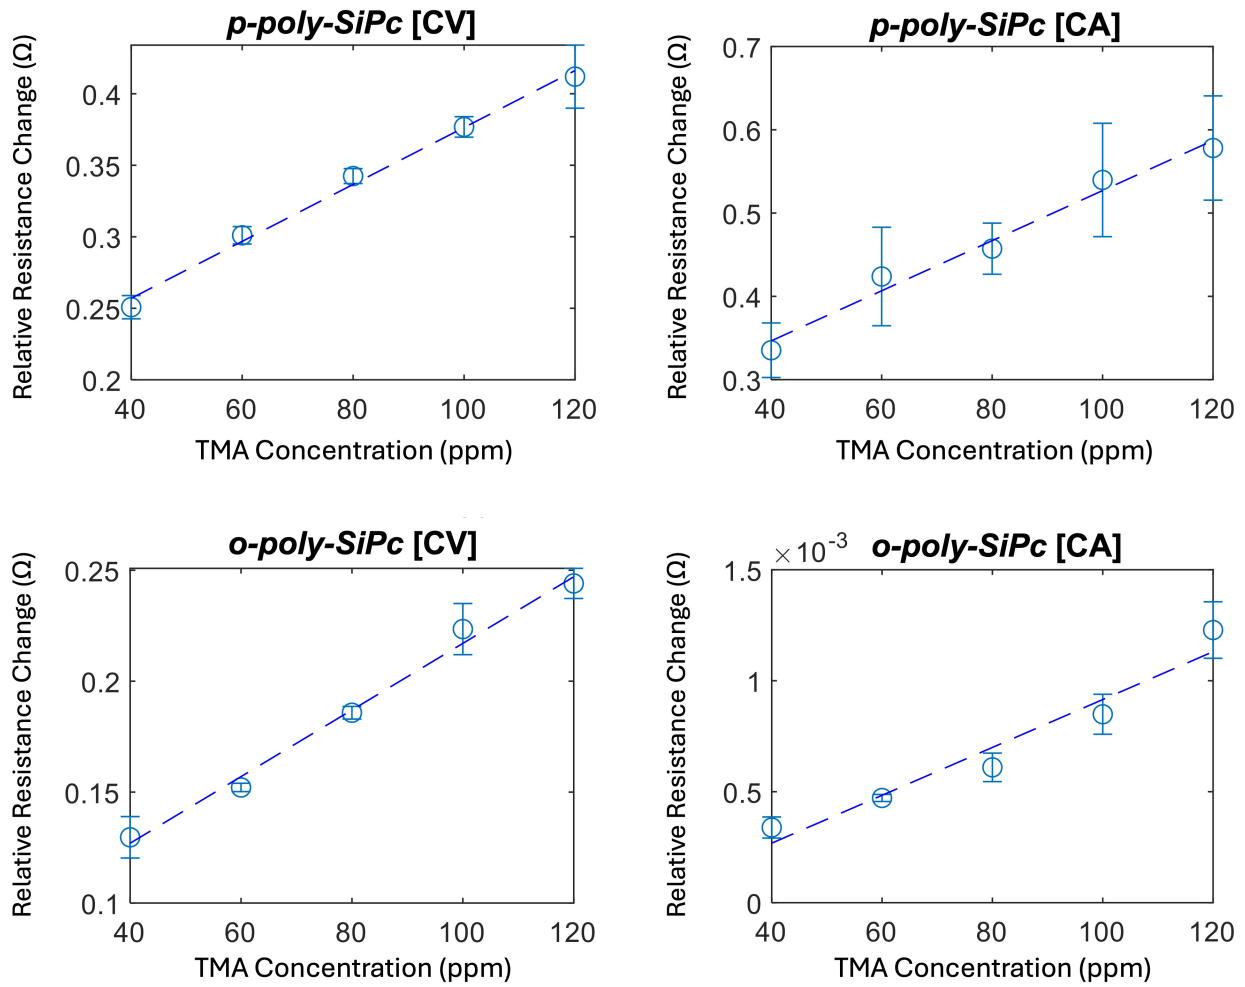 p-poly-SiPc [CV]
Relative Resistance Change (Ω)
0.4
0.35
0.3
0.25
0.2
40 60 80 100 120
TMA Concentration (ppm)
p-poly-SiPc [CA]
Relative Resistance Change (Ω)
0.7
0.6
0.5
0.4
0.3
40 60 80 100 120
TMA Concentration (ppm)
o-poly-SiPc [CV]
Relative Resistance Change (Ω)
0.25
0.2
0.15
0.1
40 60 80 100 120
TMA Concentration (ppm)
×10⁻³ o-poly-SiPc [CA]
Relative Resistance Change (Ω)
1.5
1
0.5
0
40 60 80 100 120
TMA Concentration (ppm)